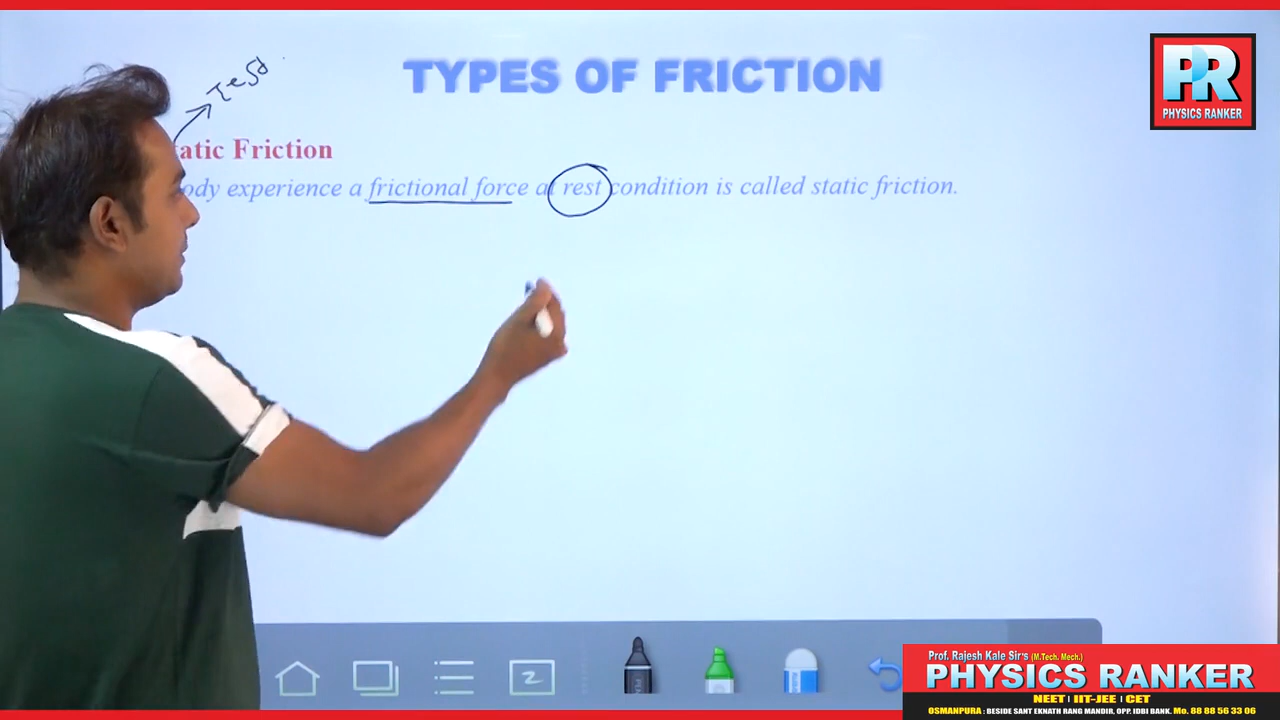 TYPES OF FRICTION
PR
PHYSICS RANKER
rest
tatic Friction
ody experience a frictional force at rest condition is called static friction.
Prof. Rajesh Kale Sir's (M.Tech. Mech.)
PHYSICS RANKER
NEET | IIT-JEE | CET
OSMANPURA : BESIDE SANT EKNATH RANG MANDIR, OPP. IDBI BANK. Mo. 88 88 56 33 06